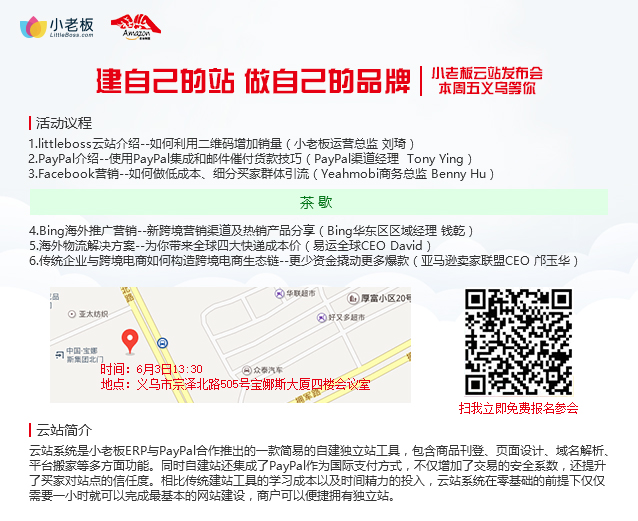 小老板
LittleBoss.com
Amazon
建自己的站 做自己的品牌
小老板云站发布会
本周五义乌等你
活动议程
1.littleboss云站介绍--如何利用二维码增加销量（小老板运营总监 刘琦）
2.PayPal介绍--使用PayPal集成和邮件催付货款技巧（PayPal渠道经理 Tony Ying）
3.Facebook营销--如何做低成本、细分买家群体引流（Yeahmobi商务总监 Benny Hu）
茶 歇
4.Bing海外推广营销--新跨境营销渠道及热销产品分享（Bing华东区区域经理 钱乾）
5.海外物流解决方案--为你带来全球四大快递成本价（易运全球CEO David）
6.传统企业与跨境电商如何构造跨境电商生态链--更少资金撬动更多爆款（亚马逊卖家联盟CEO 邝玉华）
华联超市
厚富小区20号
亚太纺织
好又多超市
中国·宝娜
斯集团北门
众泰汽车
时间：6月3日13:30
地点：义乌市宗泽北路505号宝娜斯大厦四楼会议室
扫我立即免费报名参会
云站简介
云站系统是小老板ERP与PayPal合作推出的一款简易的自建独立站工具，包含商品刊登、页面设计、域名解析、
平台搬家等多方面功能。同时自建站还集成了PayPal作为国际支付方式，不仅增加了交易的安全系数，还提升
了买家对站点的信任度。相比传统建站工具的学习成本以及时间精力的投入，云站系统在零基础的前提下仅仅
需要一小时就可以完成最基本的网站建设，商户可以便捷拥有独立站。